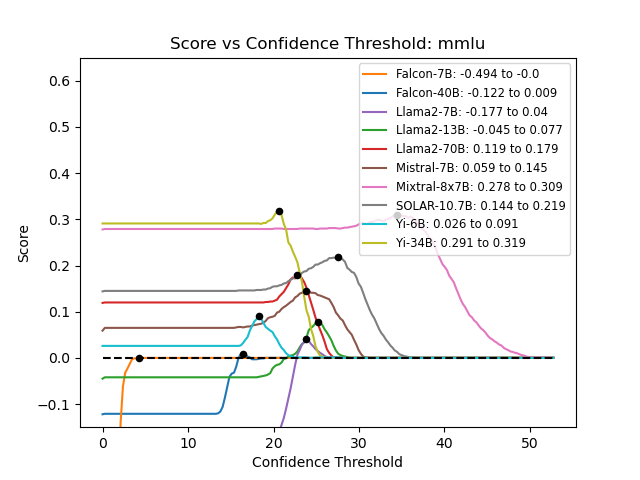 Score vs Confidence Threshold: mmlu
Falcon-7B: -0.494 to -0.0
Falcon-40B: -0.122 to 0.009
Llama2-7B: -0.177 to 0.04
Llama2-13B: -0.045 to 0.077
Llama2-70B: 0.119 to 0.179
Mistral-7B: 0.059 to 0.145
Mixtral-8x7B: 0.278 to 0.309
SOLAR-10.7B: 0.144 to 0.219
Yi-6B: 0.026 to 0.091
Yi-34B: 0.291 to 0.319
Score
0.6
0.5
0.4
0.3
0.2
0.1
0.0
−0.1
0 10 20 30 40 50
Confidence Threshold